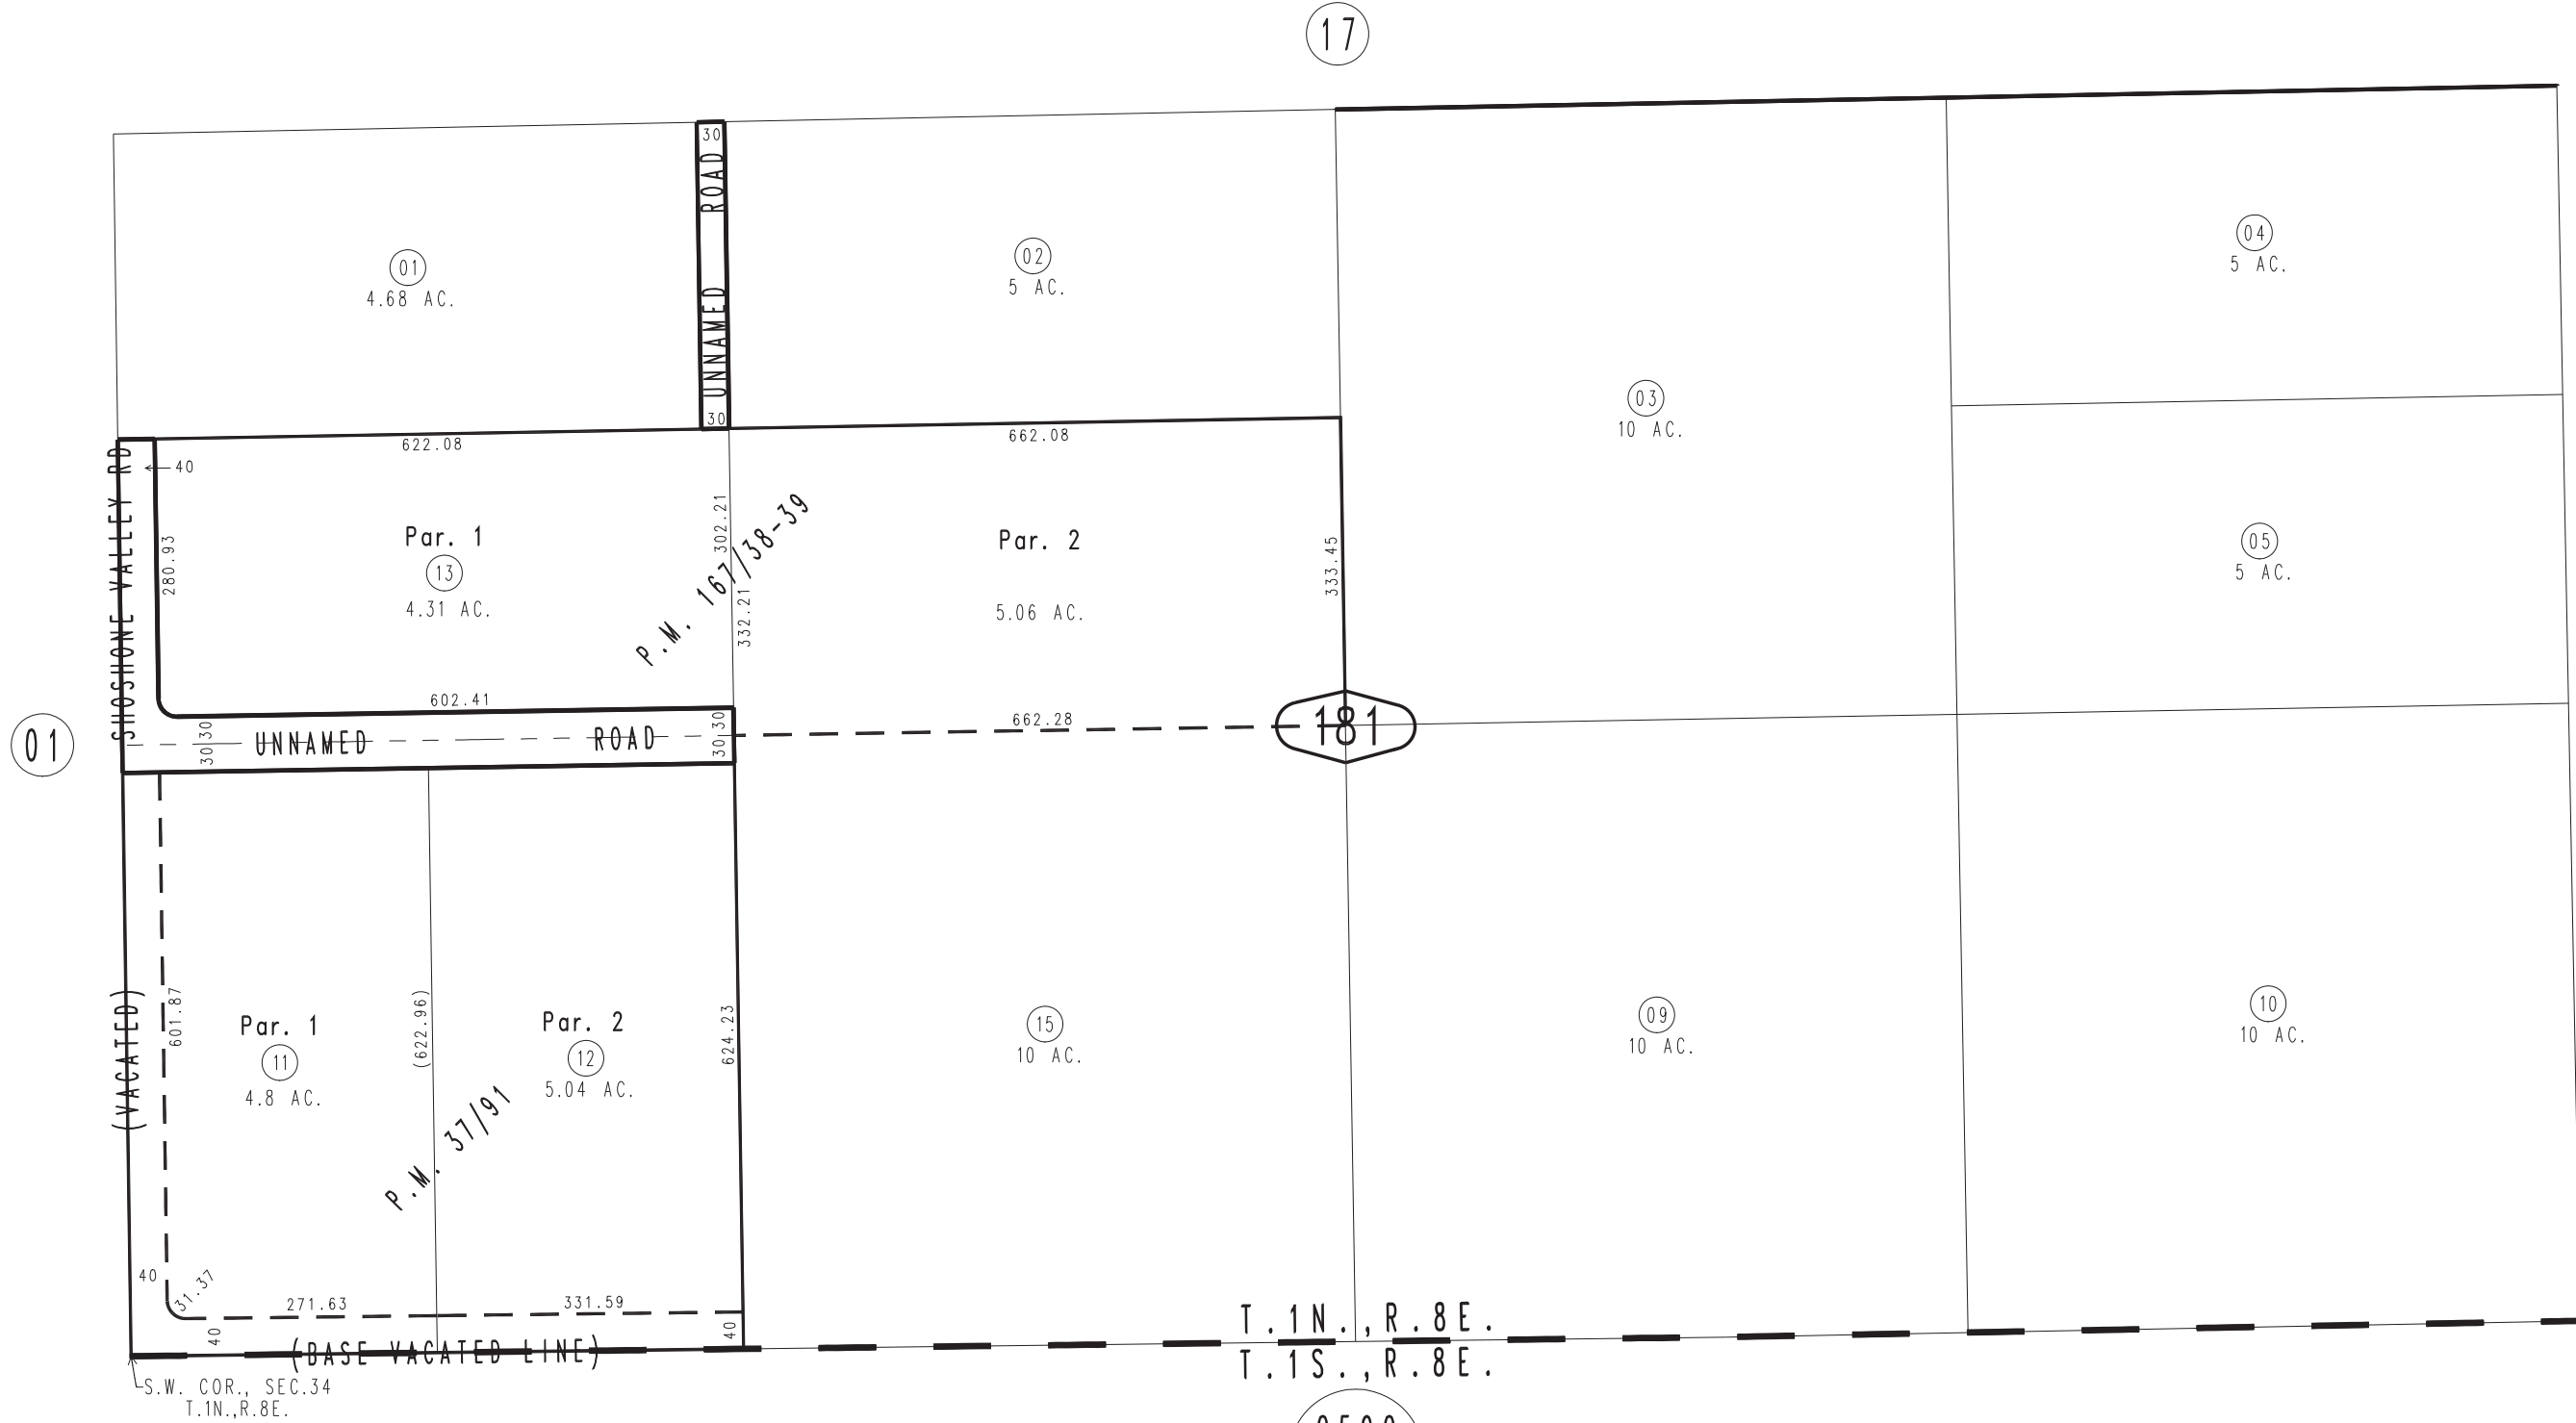 17
30
UNNAMED ROAD
30
01
4.68 AC.
02
5 AC.
03
10 AC.
04
5 AC.
05
5 AC.
SHOSHONE VALLEY RD
40
622.08
662.08
280.93
Par. 1
13
4.31 AC.
302.21
332.21
P.M. 167/38-39
Par. 2
5.06 AC.
333.45
602.41
662.28
181
01
30 30
UNNAMED ROAD
30 30
(VACATED)
601.87
Par. 1
11
4.8 AC.
(622.96)
Par. 2
12
5.04 AC.
624.23
P.M. 37/91
15
10 AC.
09
10 AC.
10
10 AC.
40
31.37
271.63
331.59
40
40
(BASE VACATED LINE)
T.1N.,R.8E.
T.1S.,R.8E.
S.W. COR., SEC.34
T.1N.,R.8E.